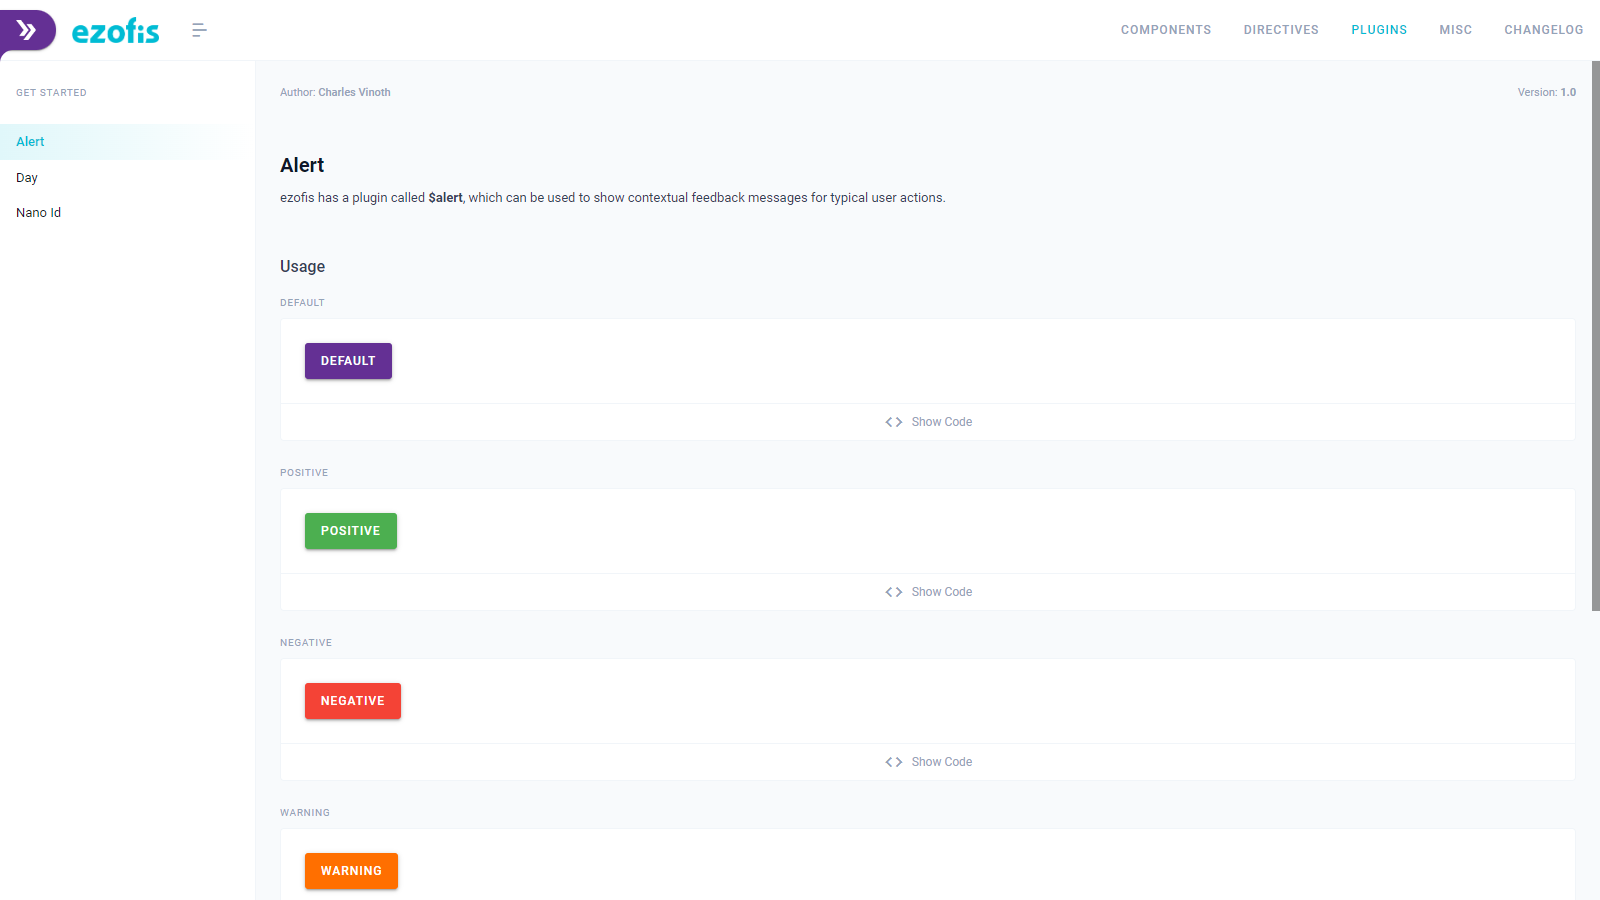 ezofis
COMPONENTS
DIRECTIVES
PLUGINS
MISC
CHANGELOG
GET STARTED
Alert
Day
Nano Id
Author: Charles Vinoth
Version: 1.0
Alert
ezofis has a plugin called $alert, which can be used to show contextual feedback messages for typical user actions.
Usage
DEFAULT
DEFAULT
Show Code
POSITIVE
POSITIVE
Show Code
NEGATIVE
NEGATIVE
Show Code
WARNING
WARNING